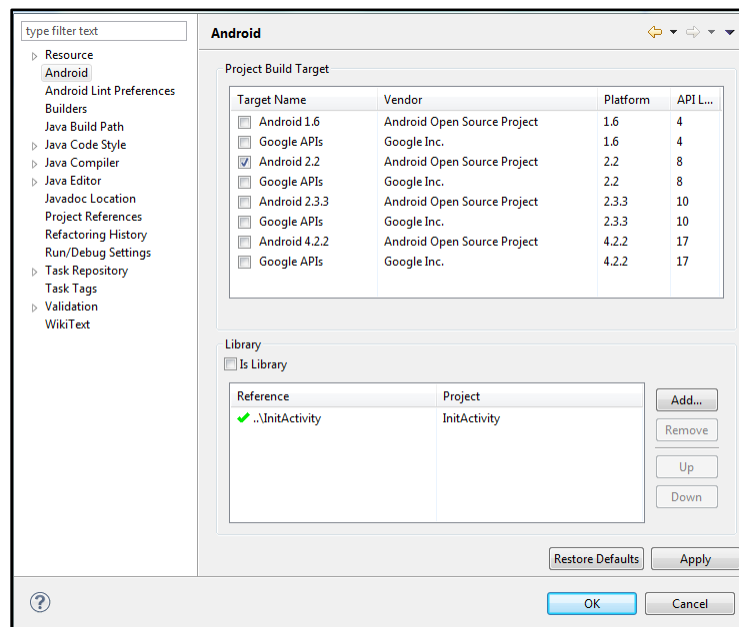 type filter text
Resource
Android
Android Lint Preferences
Builders
Java Build Path
Java Code Style
Java Compiler
Java Editor
Javadoc Location
Project References
Refactoring History
Run/Debug Settings
Task Repository
Task Tags
Validation
WikiText
Android
Project Build Target
Target Name Vendor Platform API L...
Android 1.6 Android Open Source Project 1.6 4
Google APIs Google Inc. 1.6 4
Android 2.2 Android Open Source Project 2.2 8
Google APIs Google Inc. 2.2 8
Android 2.3.3 Android Open Source Project 2.3.3 10
Google APIs Google Inc. 2.3.3 10
Android 4.2.2 Android Open Source Project 4.2.2 17
Google APIs Google Inc. 4.2.2 17
Library
Is Library
Reference Project
..\InitActivity InitActivity
Add...
Remove
Up
Down
Restore Defaults Apply
? OK Cancel